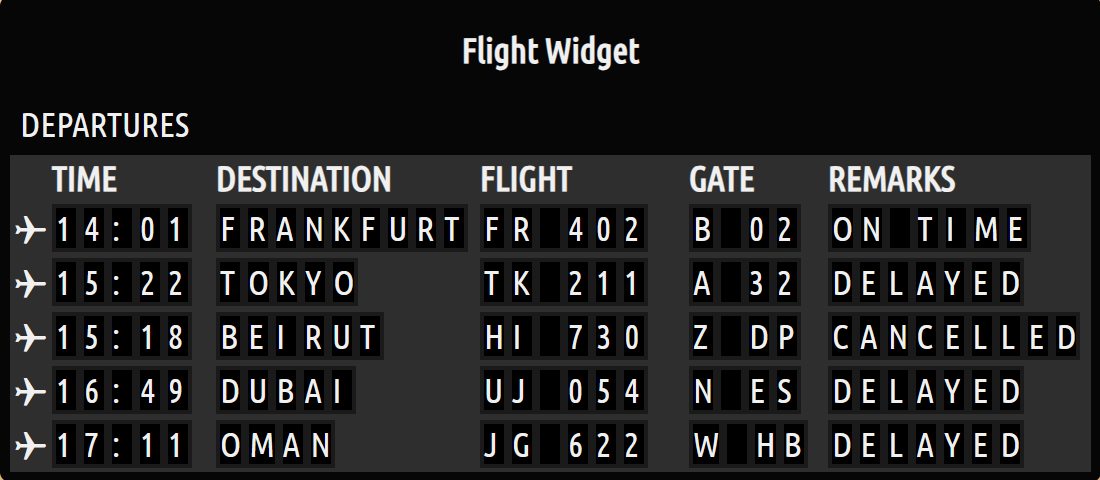 Flight Widget
DEPARTURES
TIME DESTINATION FLIGHT GATE REMARKS
14:01 FRANKFURT FR 402 B 02 ON TIME
15:22 TOKYO TK 211 A 32 DELAYED
15:18 BEIRUT HI 730 Z DP CANCELLED
16:49 DUBAI UJ 054 N ES DELAYED
17:11 OMAN JG 622 W HB DELAYED